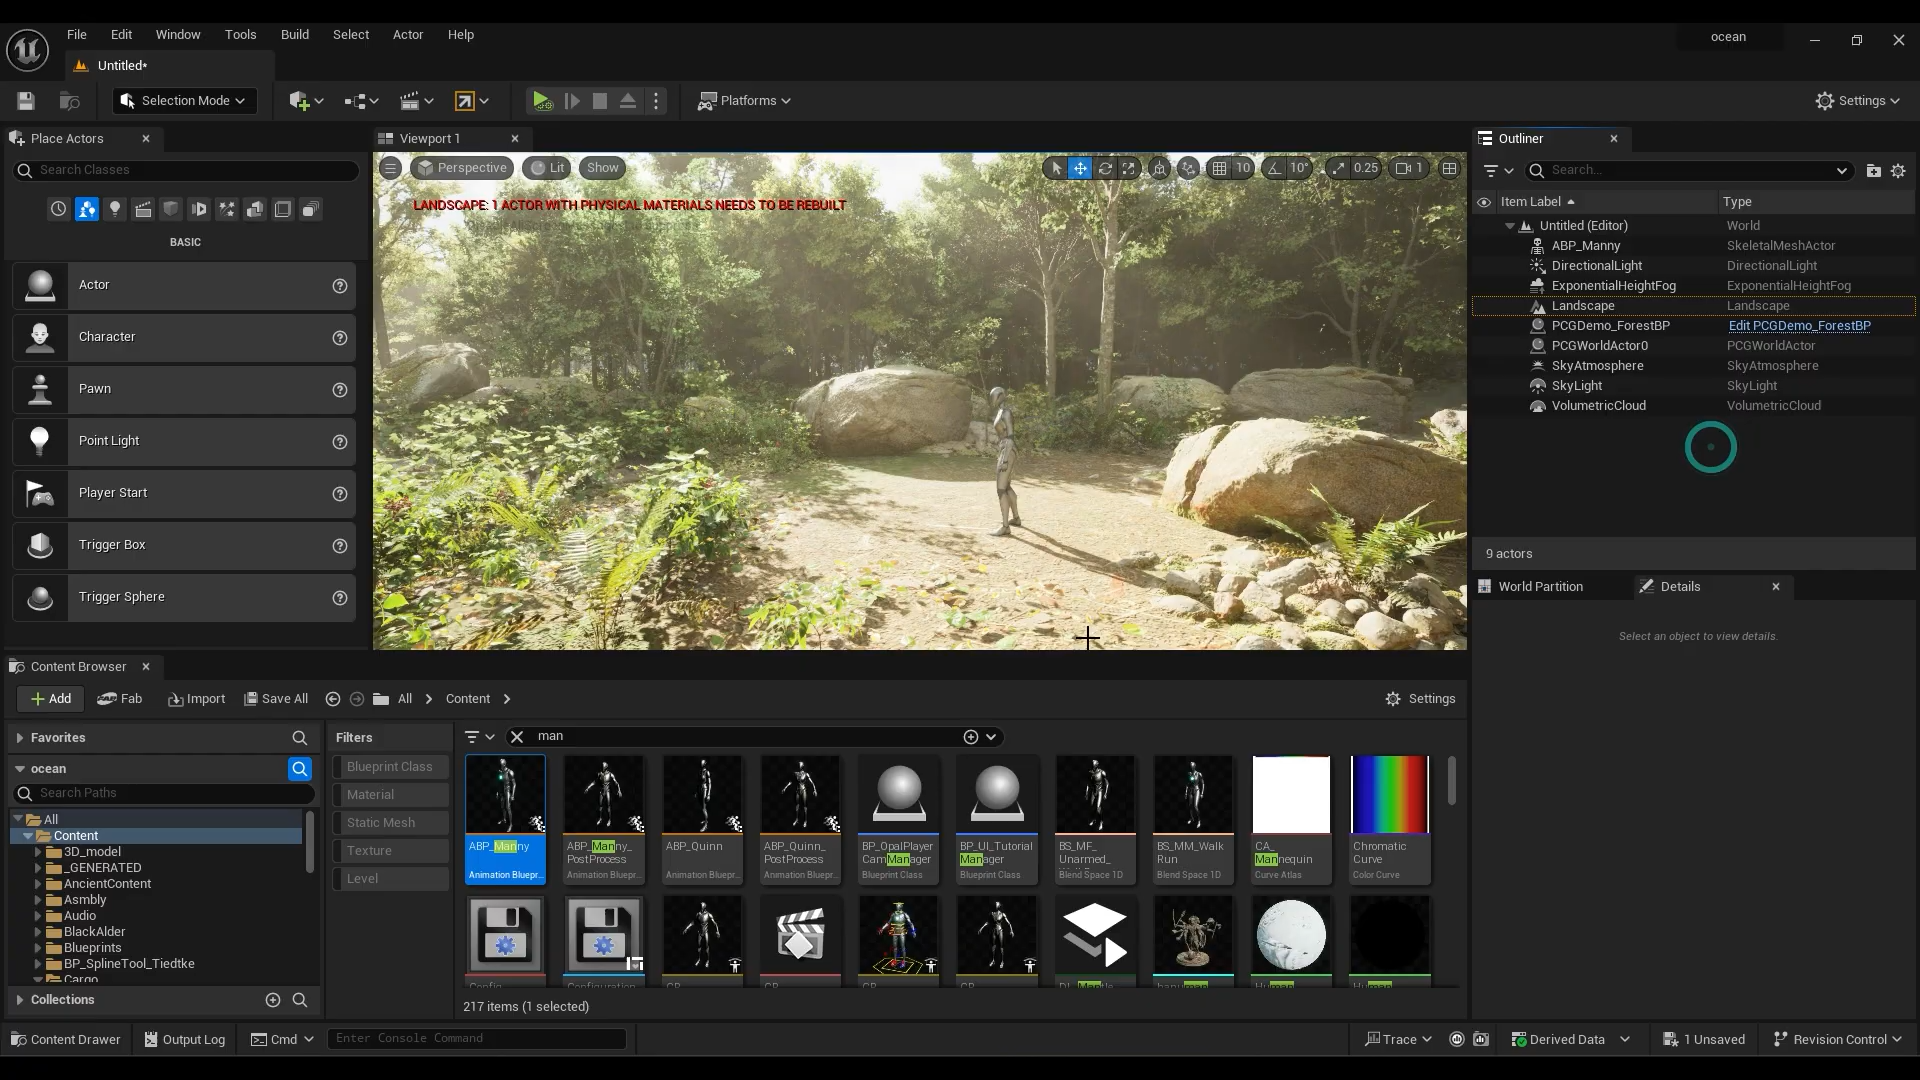 File Edit Window Tools Build Select Actor Help
ocean
Untitled*
Selection Mode
Platforms
Settings
Place Actors
Search Classes
BASIC
Actor
Character
Pawn
Point Light
Player Start
Trigger Box
Trigger Sphere
Viewport 1
Perspective Lit Show
10 10° 0.25 1
LANDSCAPE: 1 ACTOR WITH PHYSICAL MATERIALS NEEDS TO BE REBUILT
Outliner
Search...
Item Label Type
Untitled (Editor) World
ABP_Manny SkeletalMeshActor
DirectionalLight DirectionalLight
ExponentialHeightFog ExponentialHeightFog
Landscape Landscape
PCGDemo_ForestBP Edit PCGDemo_ForestBP
PCGWorldActor0 PCGWorldActor
SkyAtmosphere SkyAtmosphere
SkyLight SkyLight
VolumetricCloud VolumetricCloud
9 actors
World Partition Details
Select an object to view details.
Content Browser
Add Fab Import Save All All Content Settings
Favorites
ocean
Search Paths
All
Content
3D_model
_GENERATED
AncientContent
Asmbly
Audio
BlackAlder
Blueprints
BP_SplineTool_Tiedtke
Cargo
Collections
Filters
Blueprint Class
Material
Static Mesh
Texture
Level
man
ABP_Manny
Animation Bluepr...
ABP_Manny_
PostProcess
Animation Bluepr...
ABP_Quinn
Animation Bluepr...
ABP_Quinn_
PostProcess
Animation Bluepr...
BP_OpalPlayer
CamManager
Blueprint Class
BP_UI_Tutorial
Manager
Blueprint Class
BS_MF_
Unarmed_
Blend Space 1D
BS_MM_Walk
Run
Blend Space 1D
CA_
Mannequin
Curve Atlas
Chromatic
Curve
Color Curve
217 items (1 selected)
Content Drawer Output Log Cmd Enter Console Command
Trace Derived Data 1 Unsaved Revision Control